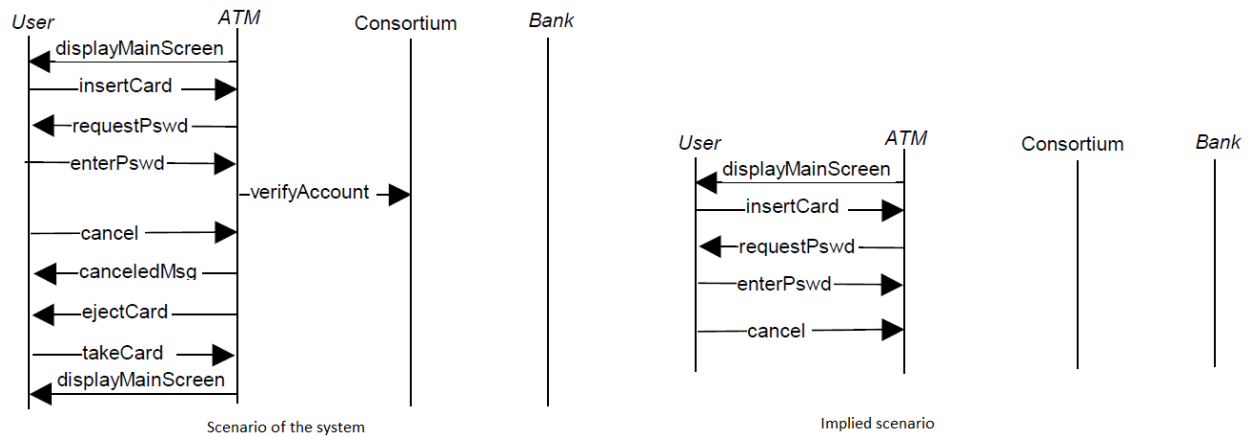 User
ATM
Consortium
Bank
displayMainScreen
insertCard
requestPswd
enterPswd
verifyAccount
cancel
canceledMsg
ejectCard
takeCard
displayMainScreen
Scenario of the system
User
ATM
Consortium
Bank
displayMainScreen
insertCard
requestPswd
enterPswd
cancel
Implied scenario